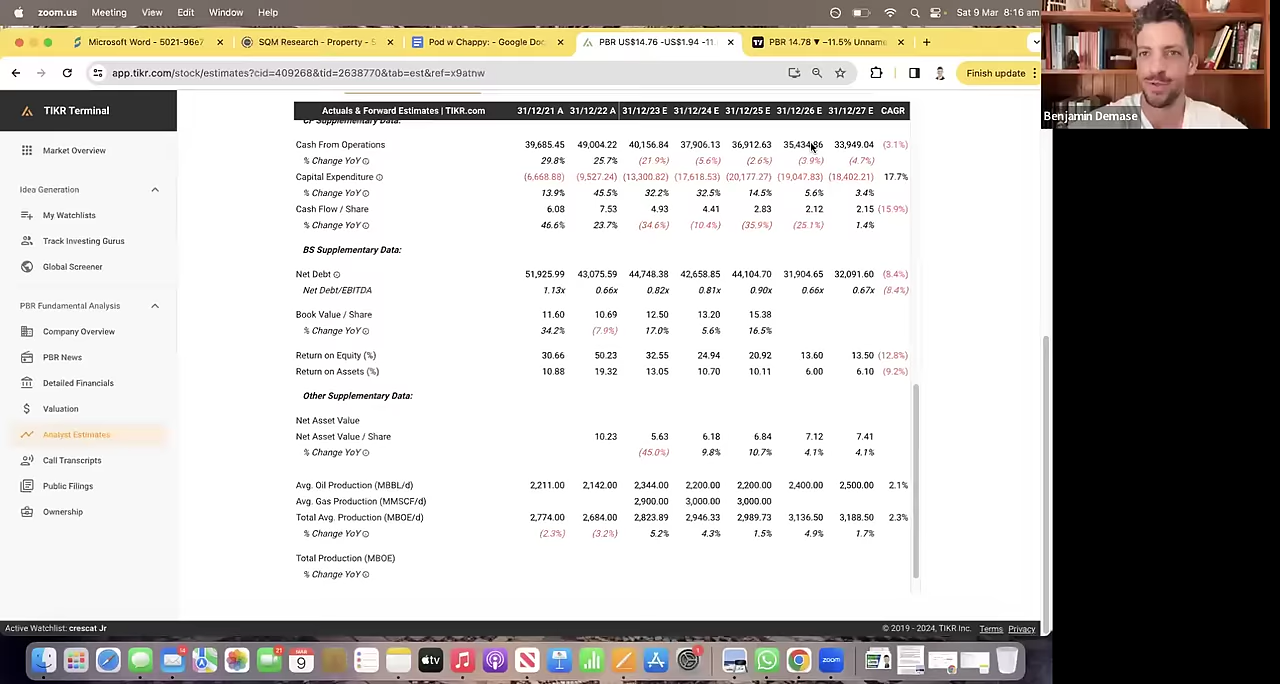 zoom.us Meeting View Edit Window Help Sat 9 Mar 8:16 am
Microsoft Word - 5021-96e7 SQM Research - Property - 5 Pod w Chappy: - Google Doc PBR US$14.76 -US$1.94 -11. PBR 14.78 ▼ −11.5% Unname
app.tikr.com/stock/estimates?cid=409268&tid=2638770&tab=est&ref=x9atnw Finish update
Benjamin Demase
TIKR Terminal
Market Overview
Idea Generation
My Watchlists
Track Investing Gurus
Global Screener
PBR Fundamental Analysis
Company Overview
PBR News
Detailed Financials
Valuation
Analyst Estimates
Call Transcripts
Public Filings
Ownership
Actuals & Forward Estimates | TIKR.com 31/12/21 A 31/12/22 A 31/12/23 E 31/12/24 E 31/12/25 E 31/12/26 E 31/12/27 E CAGR
CF Supplementary Data:
Cash From Operations 39,685.45 49,004.22 40,156.84 37,906.13 36,912.63 35,434.86 33,949.04 (3.1%)
% Change YoY 29.8% 25.7% (21.9%) (5.6%) (2.6%) (3.9%) (4.7%)
Capital Expenditure (6,668.88) (9,527.24) (13,300.82) (17,618.53) (20,177.27) (19,047.83) (18,402.21) 17.7%
% Change YoY 13.9% 45.5% 32.2% 32.5% 14.5% 5.6% 3.4%
Cash Flow / Share 6.08 7.53 4.93 4.41 2.83 2.12 2.15 (15.9%)
% Change YoY 46.6% 23.7% (34.6%) (10.4%) (35.9%) (25.1%) 1.4%
BS Supplementary Data:
Net Debt 51,925.99 43,075.59 44,748.38 42,658.85 44,104.70 31,904.65 32,091.60 (8.4%)
Net Debt/EBITDA 1.13x 0.66x 0.82x 0.81x 0.90x 0.66x 0.67x (8.4%)
Book Value / Share 11.60 10.69 12.50 13.20 15.38
% Change YoY 34.2% (7.9%) 17.0% 5.6% 16.5%
Return on Equity (%) 30.66 50.23 32.55 24.94 20.92 13.60 13.50 (12.8%)
Return on Assets (%) 10.88 19.32 13.05 10.70 10.11 6.00 6.10 (9.2%)
Other Supplementary Data:
Net Asset Value
Net Asset Value / Share 10.23 5.63 6.18 6.84 7.12 7.41
% Change YoY (45.0%) 9.8% 10.7% 4.1% 4.1%
Avg. Oil Production (MBBL/d) 2,211.00 2,142.00 2,344.00 2,200.00 2,200.00 2,400.00 2,500.00 2.1%
Avg. Gas Production (MMSCF/d) 2,900.00 3,000.00 3,000.00
Total Avg. Production (MBOE/d) 2,774.00 2,684.00 2,823.89 2,946.33 2,989.73 3,136.50 3,188.50 2.3%
% Change YoY (2.3%) (3.2%) 5.2% 4.3% 1.5% 4.9% 1.7%
Total Production (MBOE)
% Change YoY
Active Watchlist: crescat Jr © 2019 - 2024, TIKR Inc. Terms Privacy
MAR
9
tv
zoom